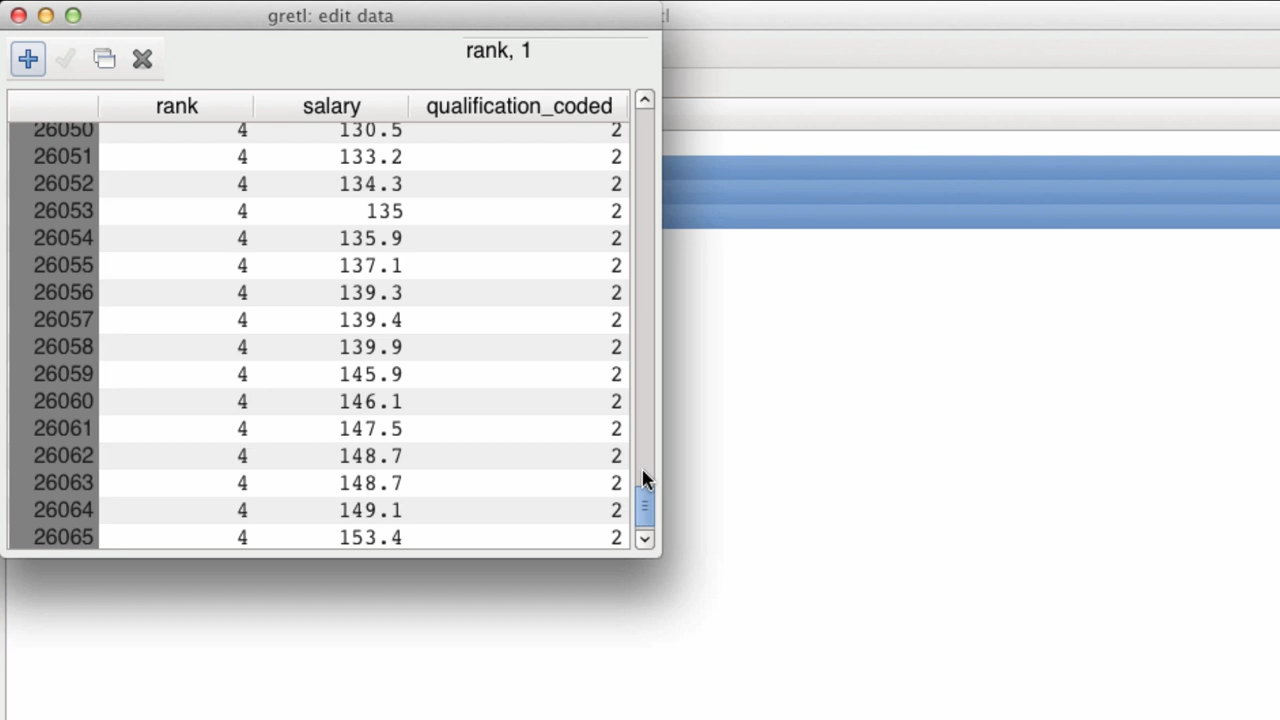 gretl: edit data
rank, 1
rank salary qualification_coded
26050 4 130.5 2
26051 4 133.2 2
26052 4 134.3 2
26053 4 135 2
26054 4 135.9 2
26055 4 137.1 2
26056 4 139.3 2
26057 4 139.4 2
26058 4 139.9 2
26059 4 145.9 2
26060 4 146.1 2
26061 4 147.5 2
26062 4 148.7 2
26063 4 148.7 2
26064 4 149.1 2
26065 4 153.4 2